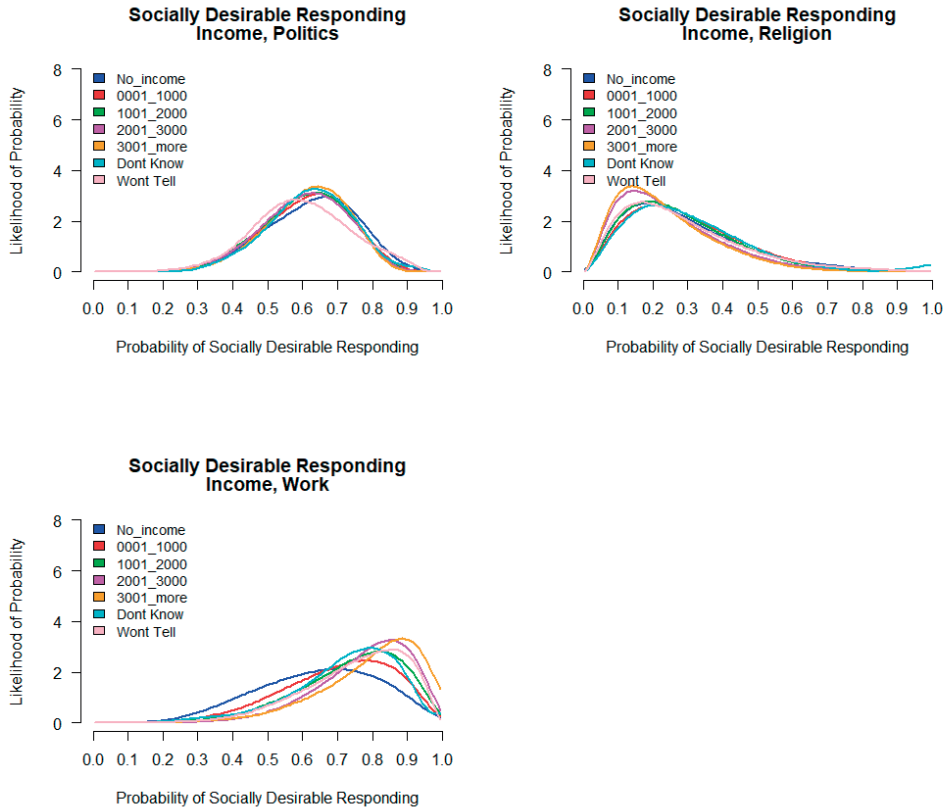 Socially Desirable Responding
Income, Politics
Likelihood of Probability
8
6
4
2
0
No_income
0001_1000
1001_2000
2001_3000
3001_more
Dont Know
Wont Tell
0.0 0.1 0.2 0.3 0.4 0.5 0.6 0.7 0.8 0.9 1.0
Probability of Socially Desirable Responding
Socially Desirable Responding
Income, Religion
Likelihood of Probability
8
6
4
2
0
No_income
0001_1000
1001_2000
2001_3000
3001_more
Dont Know
Wont Tell
0.0 0.1 0.2 0.3 0.4 0.5 0.6 0.7 0.8 0.9 1.0
Probability of Socially Desirable Responding
Socially Desirable Responding
Income, Work
Likelihood of Probability
8
6
4
2
0
No_income
0001_1000
1001_2000
2001_3000
3001_more
Dont Know
Wont Tell
0.0 0.1 0.2 0.3 0.4 0.5 0.6 0.7 0.8 0.9 1.0
Probability of Socially Desirable Responding